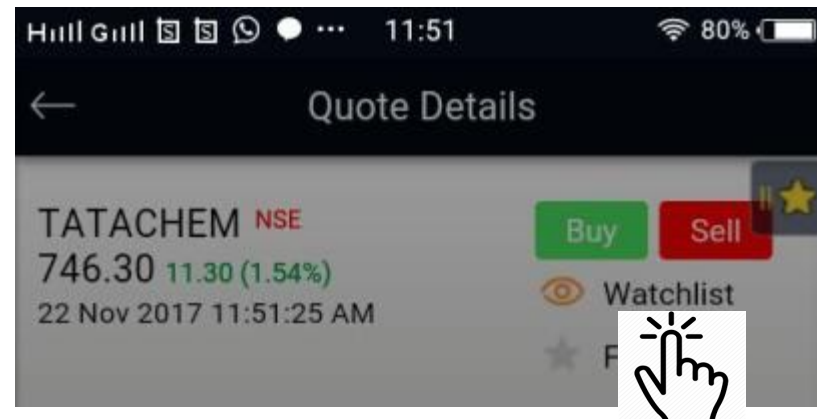 11:51 80%
Quote Details
TATACHEM NSE
Buy Sell
746.30 11.30 (1.54%)
Watchlist
22 Nov 2017 11:51:25 AM